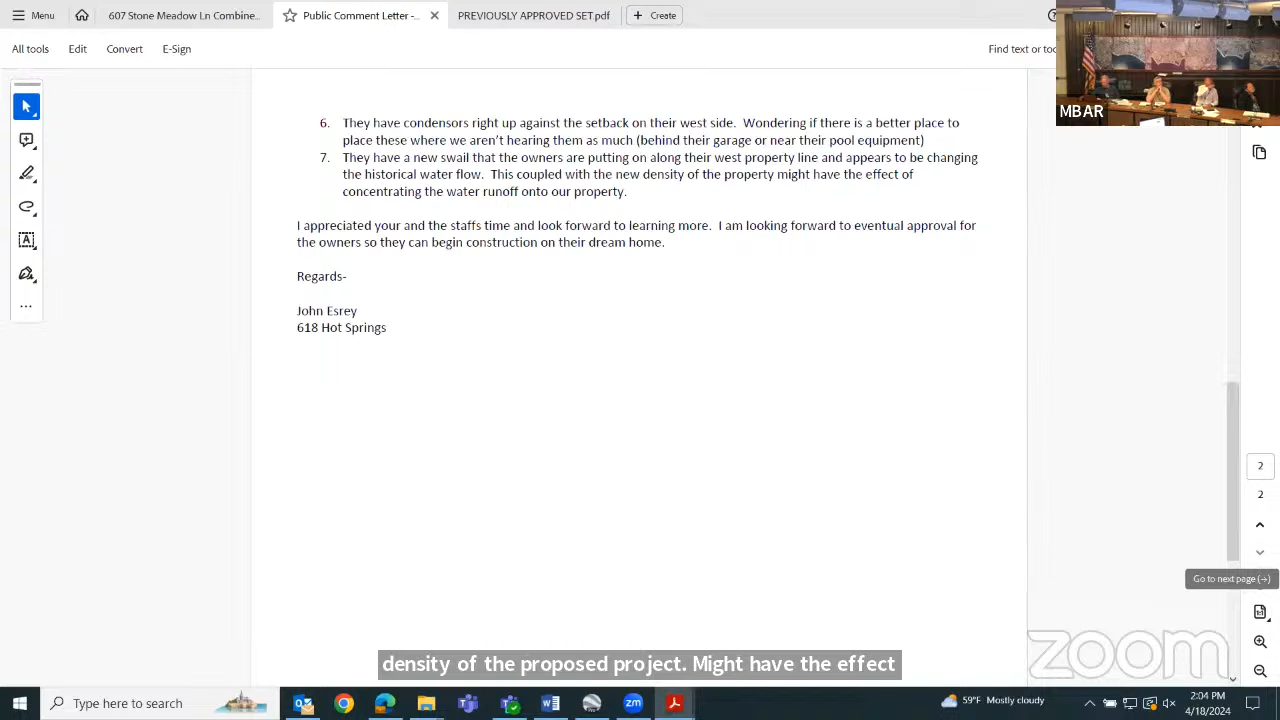 Menu
607 Stone Meadow Ln Combine...
Public Comment Letter -...
PREVIOUSLY APPROVED SET.pdf
+ Create
All tools
Edit
Convert
E-Sign
Find text or too
MBAR
6. They have condensors right up against the setback on their west side. Wondering if there is a better place to
place these where we aren't hearing them as much (behind their garage or near their pool equipment)
7. They have a new swail that the owners are putting on along their west property line and appears to be changing
the historical water flow. This coupled with the new density of the property might have the effect of
concentrating the water runoff onto our property.
I appreciated your and the staffs time and look forward to learning more. I am looking forward to eventual approval for
the owners so they can begin construction on their dream home.
Regards-
John Esrey
618 Hot Springs
2
2
Go to next page (→)
zoom
density of the proposed project. Might have the effect
Type here to search
59°F Mostly cloudy
2:04 PM
4/18/2024